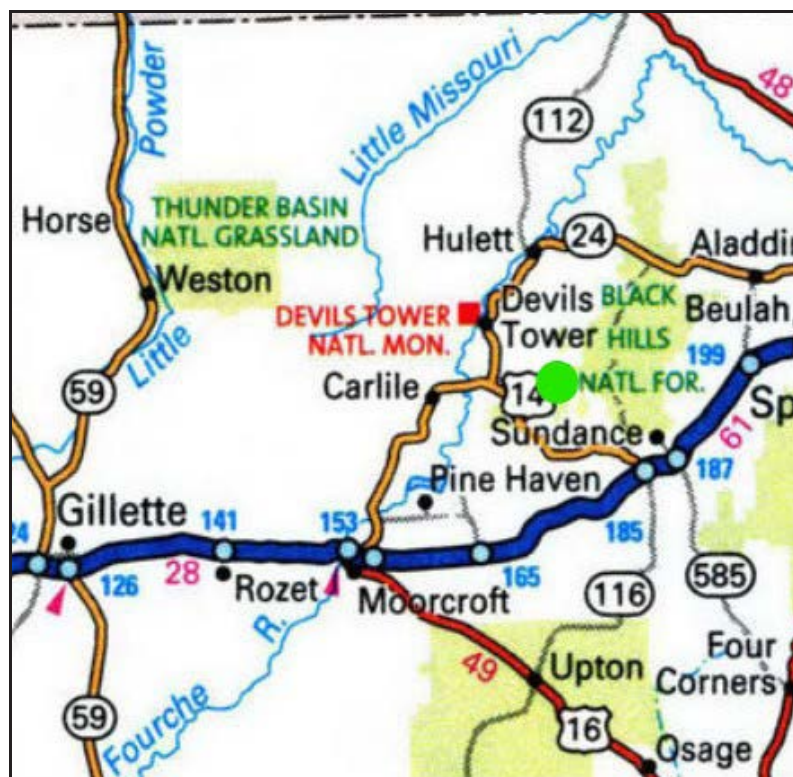 Powder
Little Missouri
48
112
Horse
THUNDER BASIN
NATL. GRASSLAND
Hulett
24
Weston
Devils
Tower
BLACK
HILLS
NATL. FOR.
Beulah
DEVILS TOWER
NATL. MON.
199
Little
59
Carlile
14
Sundance
61
Pine Haven
187
Gillette
141
153
185
24
126
28
Rozet
Moorcroft
165
116
585
R.
49
Upton
Four
Corners
59
Fourche
16
Osage